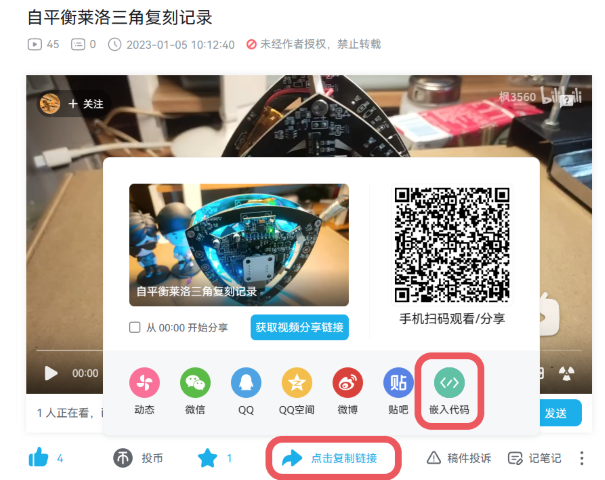 自平衡莱洛三角复刻记录
45 0 2023-01-05 10:12:40 未经作者授权，禁止转载
+ 关注
枫3560 bilibili
自平衡莱洛三角复刻记录
从 00:00 开始分享 获取视频分享链接
手机扫码观看/分享
00:00
动态 微信 QQ QQ空间 微博 贴吧 嵌入代码
1 人正在看，
发送
4 投币 1 点击复制链接 稿件投诉 记笔记